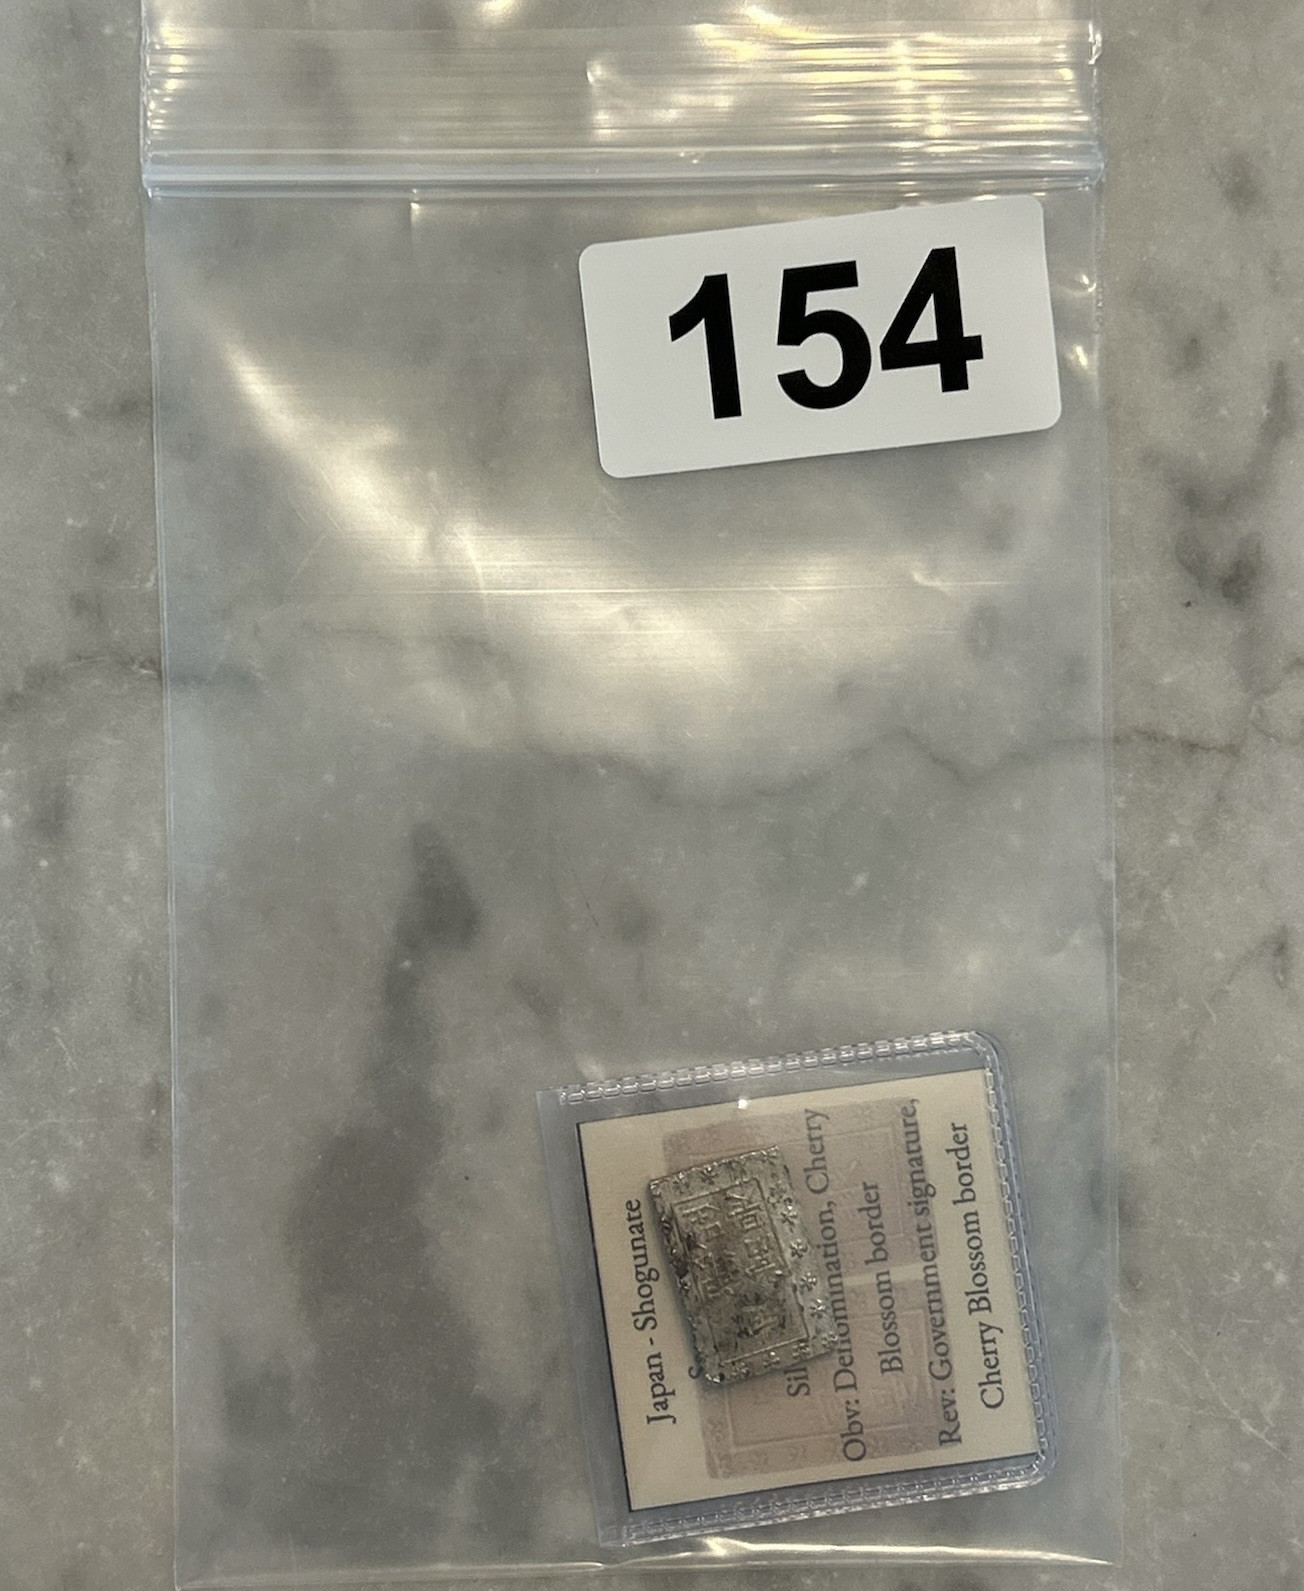 154
Japan - Shogunate
Obv: Denomination, Cherry
Blossom border
Rev: Government signature,
Cherry Blossom border